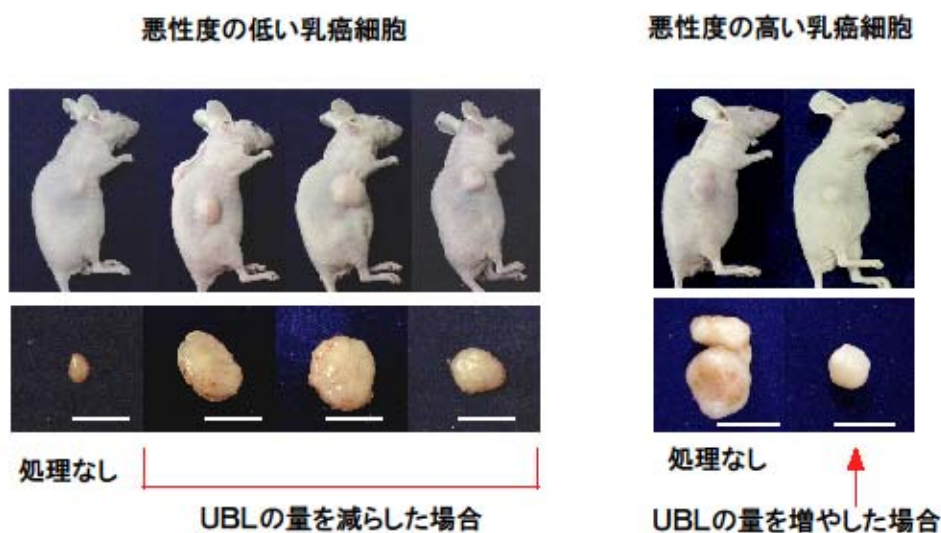 悪性度の低い乳癌細胞
悪性度の高い乳癌細胞
処理なし
UBLの量を減らした場合
処理なし
UBLの量を増やした場合